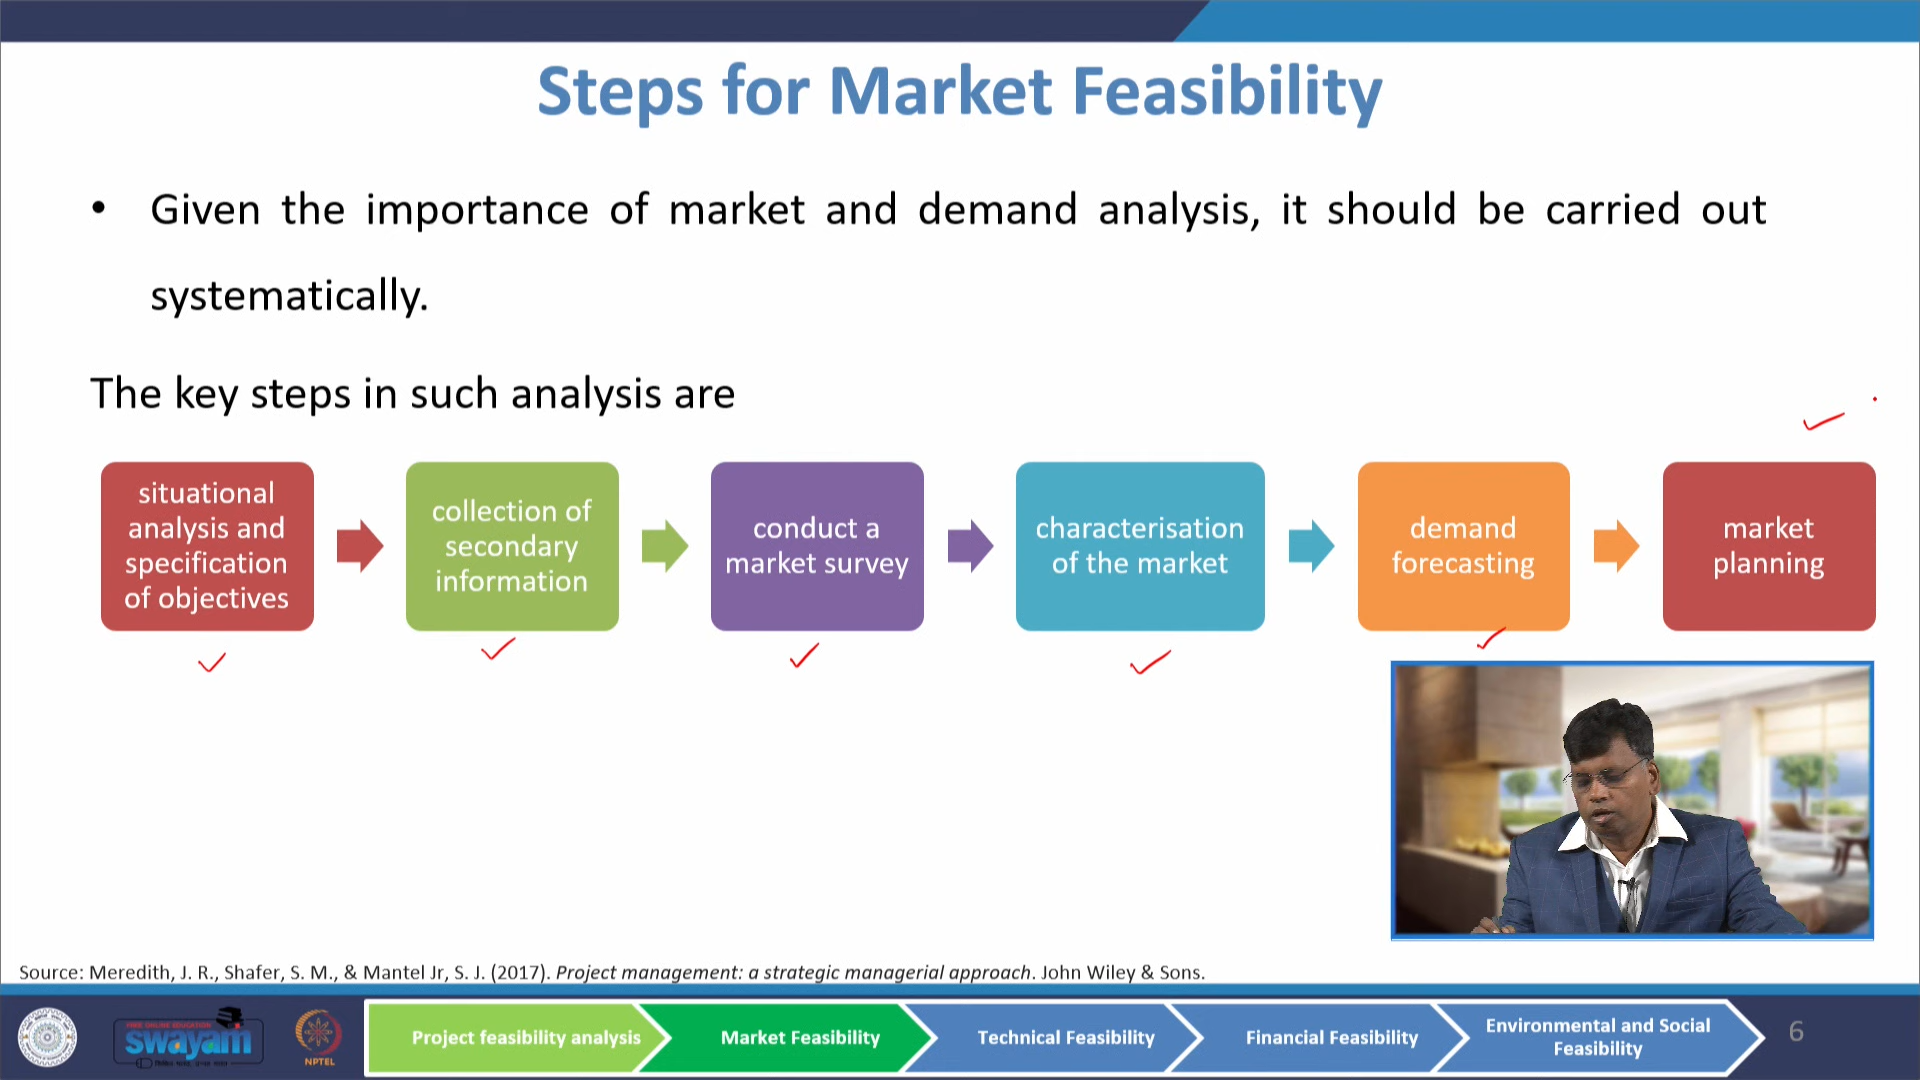 Steps for Market Feasibility
• Given the importance of market and demand analysis, it should be carried out
systematically.
The key steps in such analysis are
situational
analysis and
specification
of objectives
collection of
secondary
information
conduct a
market survey
characterisation
of the market
demand
forecasting
market
planning
Source: Meredith, J. R., Shafer, S. M., & Mantel Jr, S. J. (2017). Project management: a strategic managerial approach. John Wiley & Sons.
FREE ONLINE EDUCATION
swayam
NPTEL
Project feasibility analysis
Market Feasibility
Technical Feasibility
Financial Feasibility
Environmental and Social
Feasibility
6